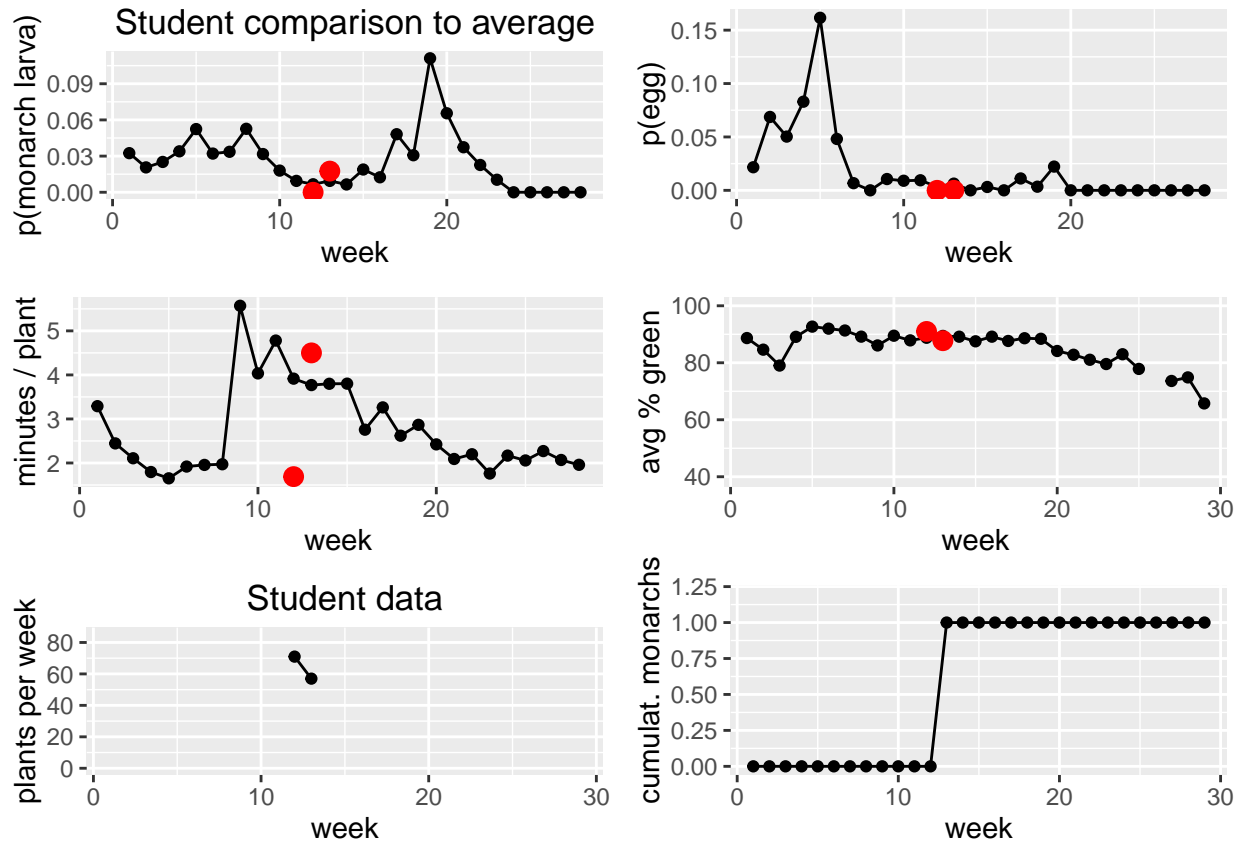 Student comparison to average
p(monarch larva)
0.09
0.06
0.03
0.00
0 10 20
week
p(egg)
0.15
0.10
0.05
0.00
0 10 20
week
minutes / plant
5
4
3
2
0 10 20
week
avg % green
100
80
60
40
0 10 20 30
week
Student data
plants per week
80
60
40
20
0
0 10 20 30
week
cumulat. monarchs
1.25
1.00
0.75
0.50
0.25
0.00
0 10 20 30
week